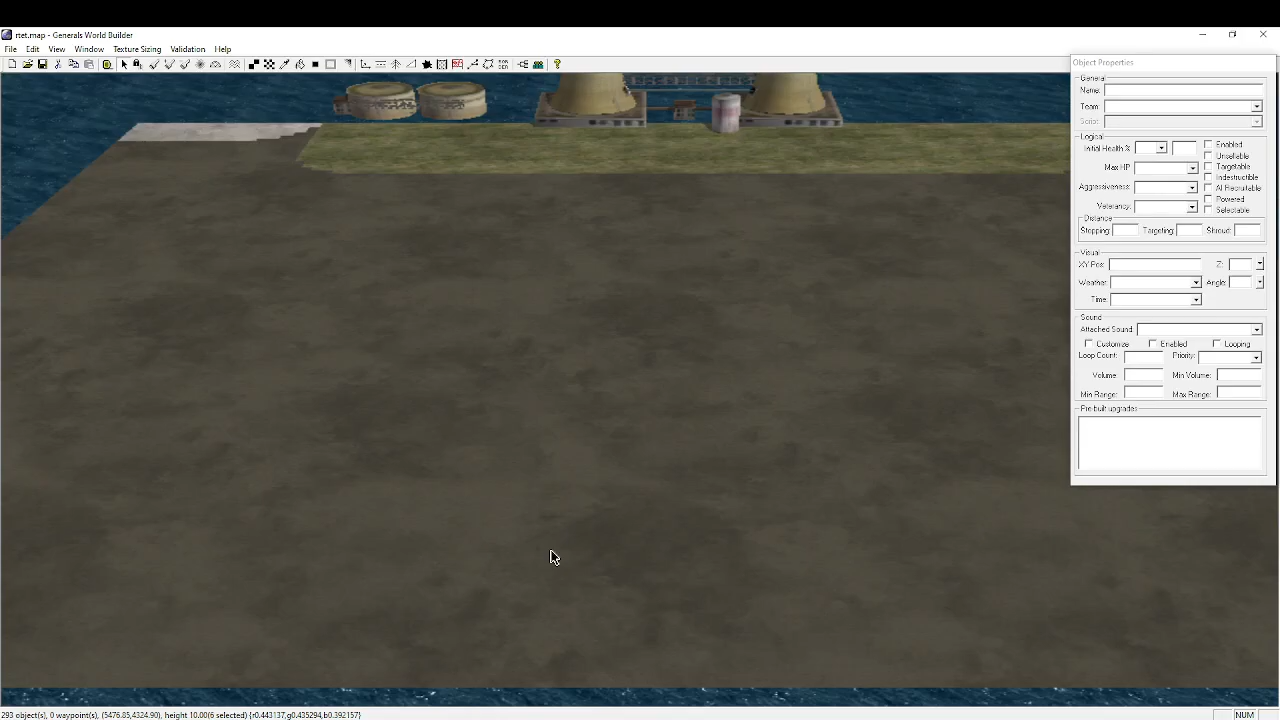 rtet.map - Generals World Builder
File Edit View Window Texture Sizing Validation Help
Object Properties
General
Name:
Team:
Script:
Logical
Initial Health %
Enabled
Unsellable
Max HP
Targetable
Indestructible
Aggressiveness:
AI Recruitable
Powered
Veterancy:
Selectable
Distance
Stopping: Targeting: Shroud:
Visual
XY Pos: Z:
Weather: Angle:
Time:
Sound
Attached Sound:
Customize Enabled Looping
Loop Count: Priority:
Volume: Min Volume:
Min Range: Max Range:
Pre-built upgrades
293 object(s), 0 waypoint(s), (5476.85,4324.90), height 10.00(6 selected) {r0.443137,g0.435294,b0.392157}
NUM